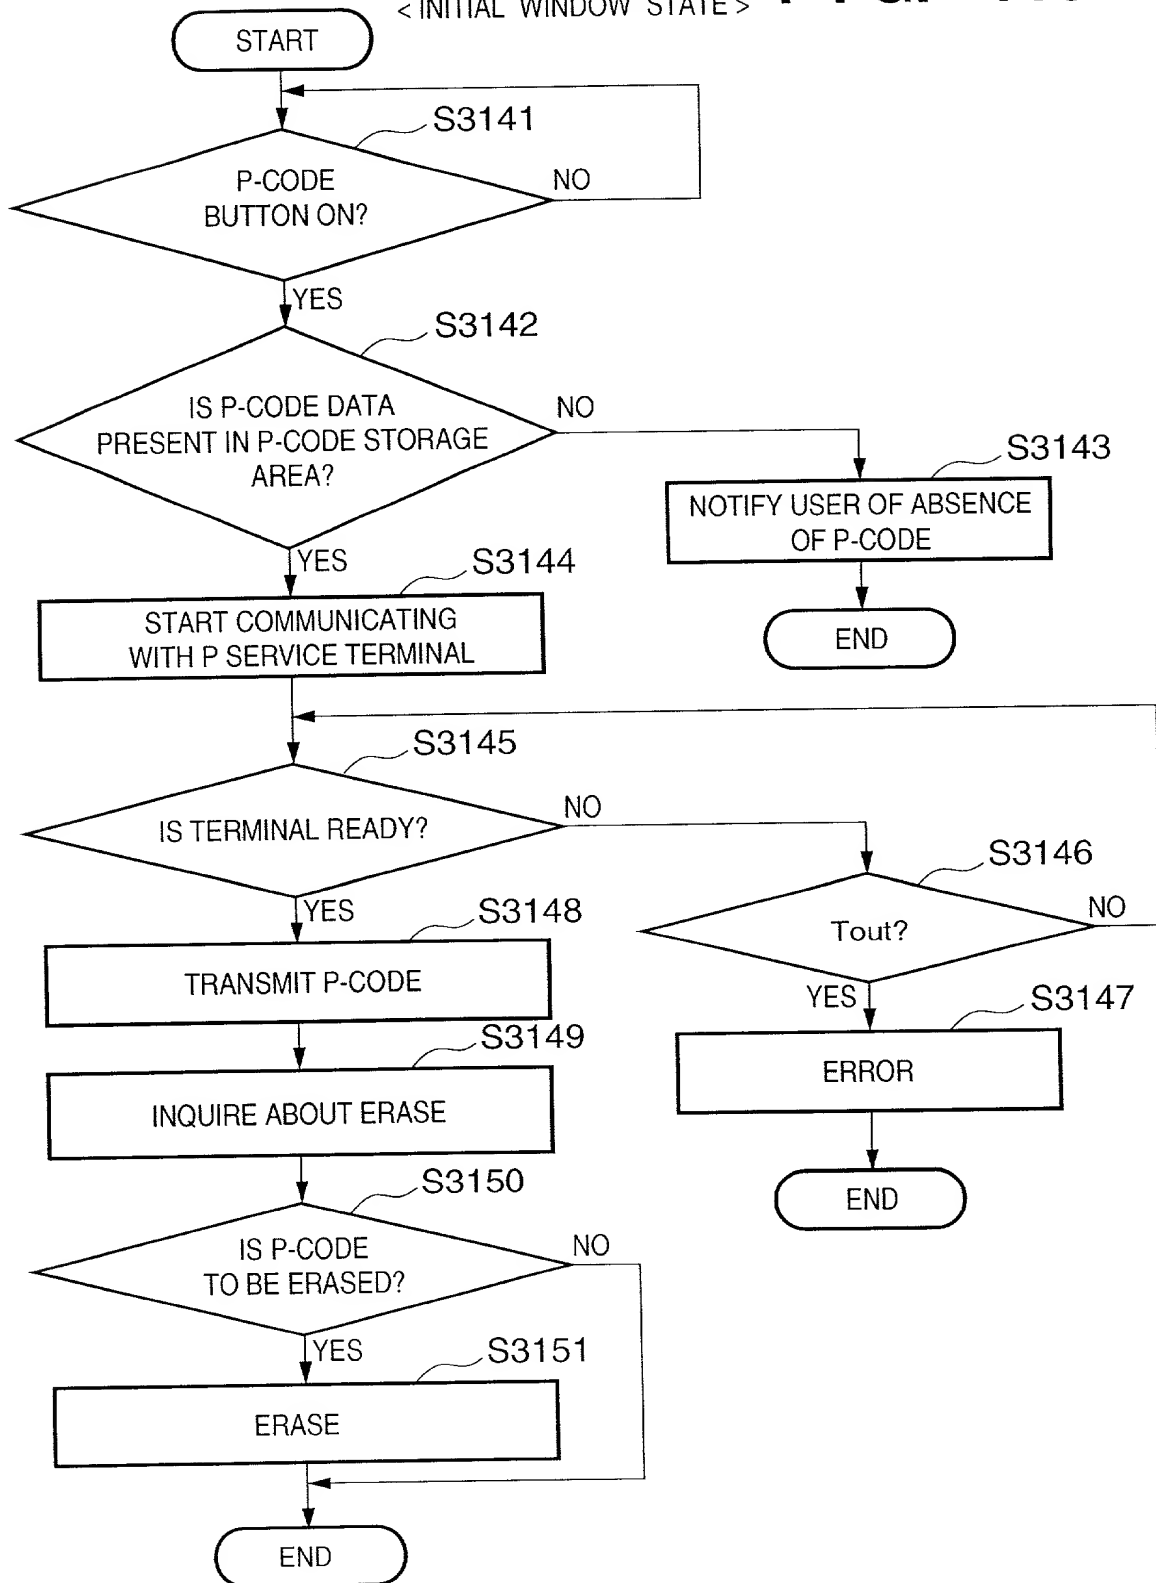 < INITIAL WINDOW STATE >
START
S3141
P-CODE
BUTTON ON?
NO
YES
S3142
IS P-CODE DATA
PRESENT IN P-CODE STORAGE
AREA?
NO
S3143
NOTIFY USER OF ABSENCE
OF P-CODE
END
YES
S3144
START COMMUNICATING
WITH P SERVICE TERMINAL
S3145
IS TERMINAL READY?
NO
S3146
Tout?
NO
YES
S3147
ERROR
END
YES
S3148
TRANSMIT P-CODE
S3149
INQUIRE ABOUT ERASE
S3150
IS P-CODE
TO BE ERASED?
NO
YES
S3151
ERASE
END